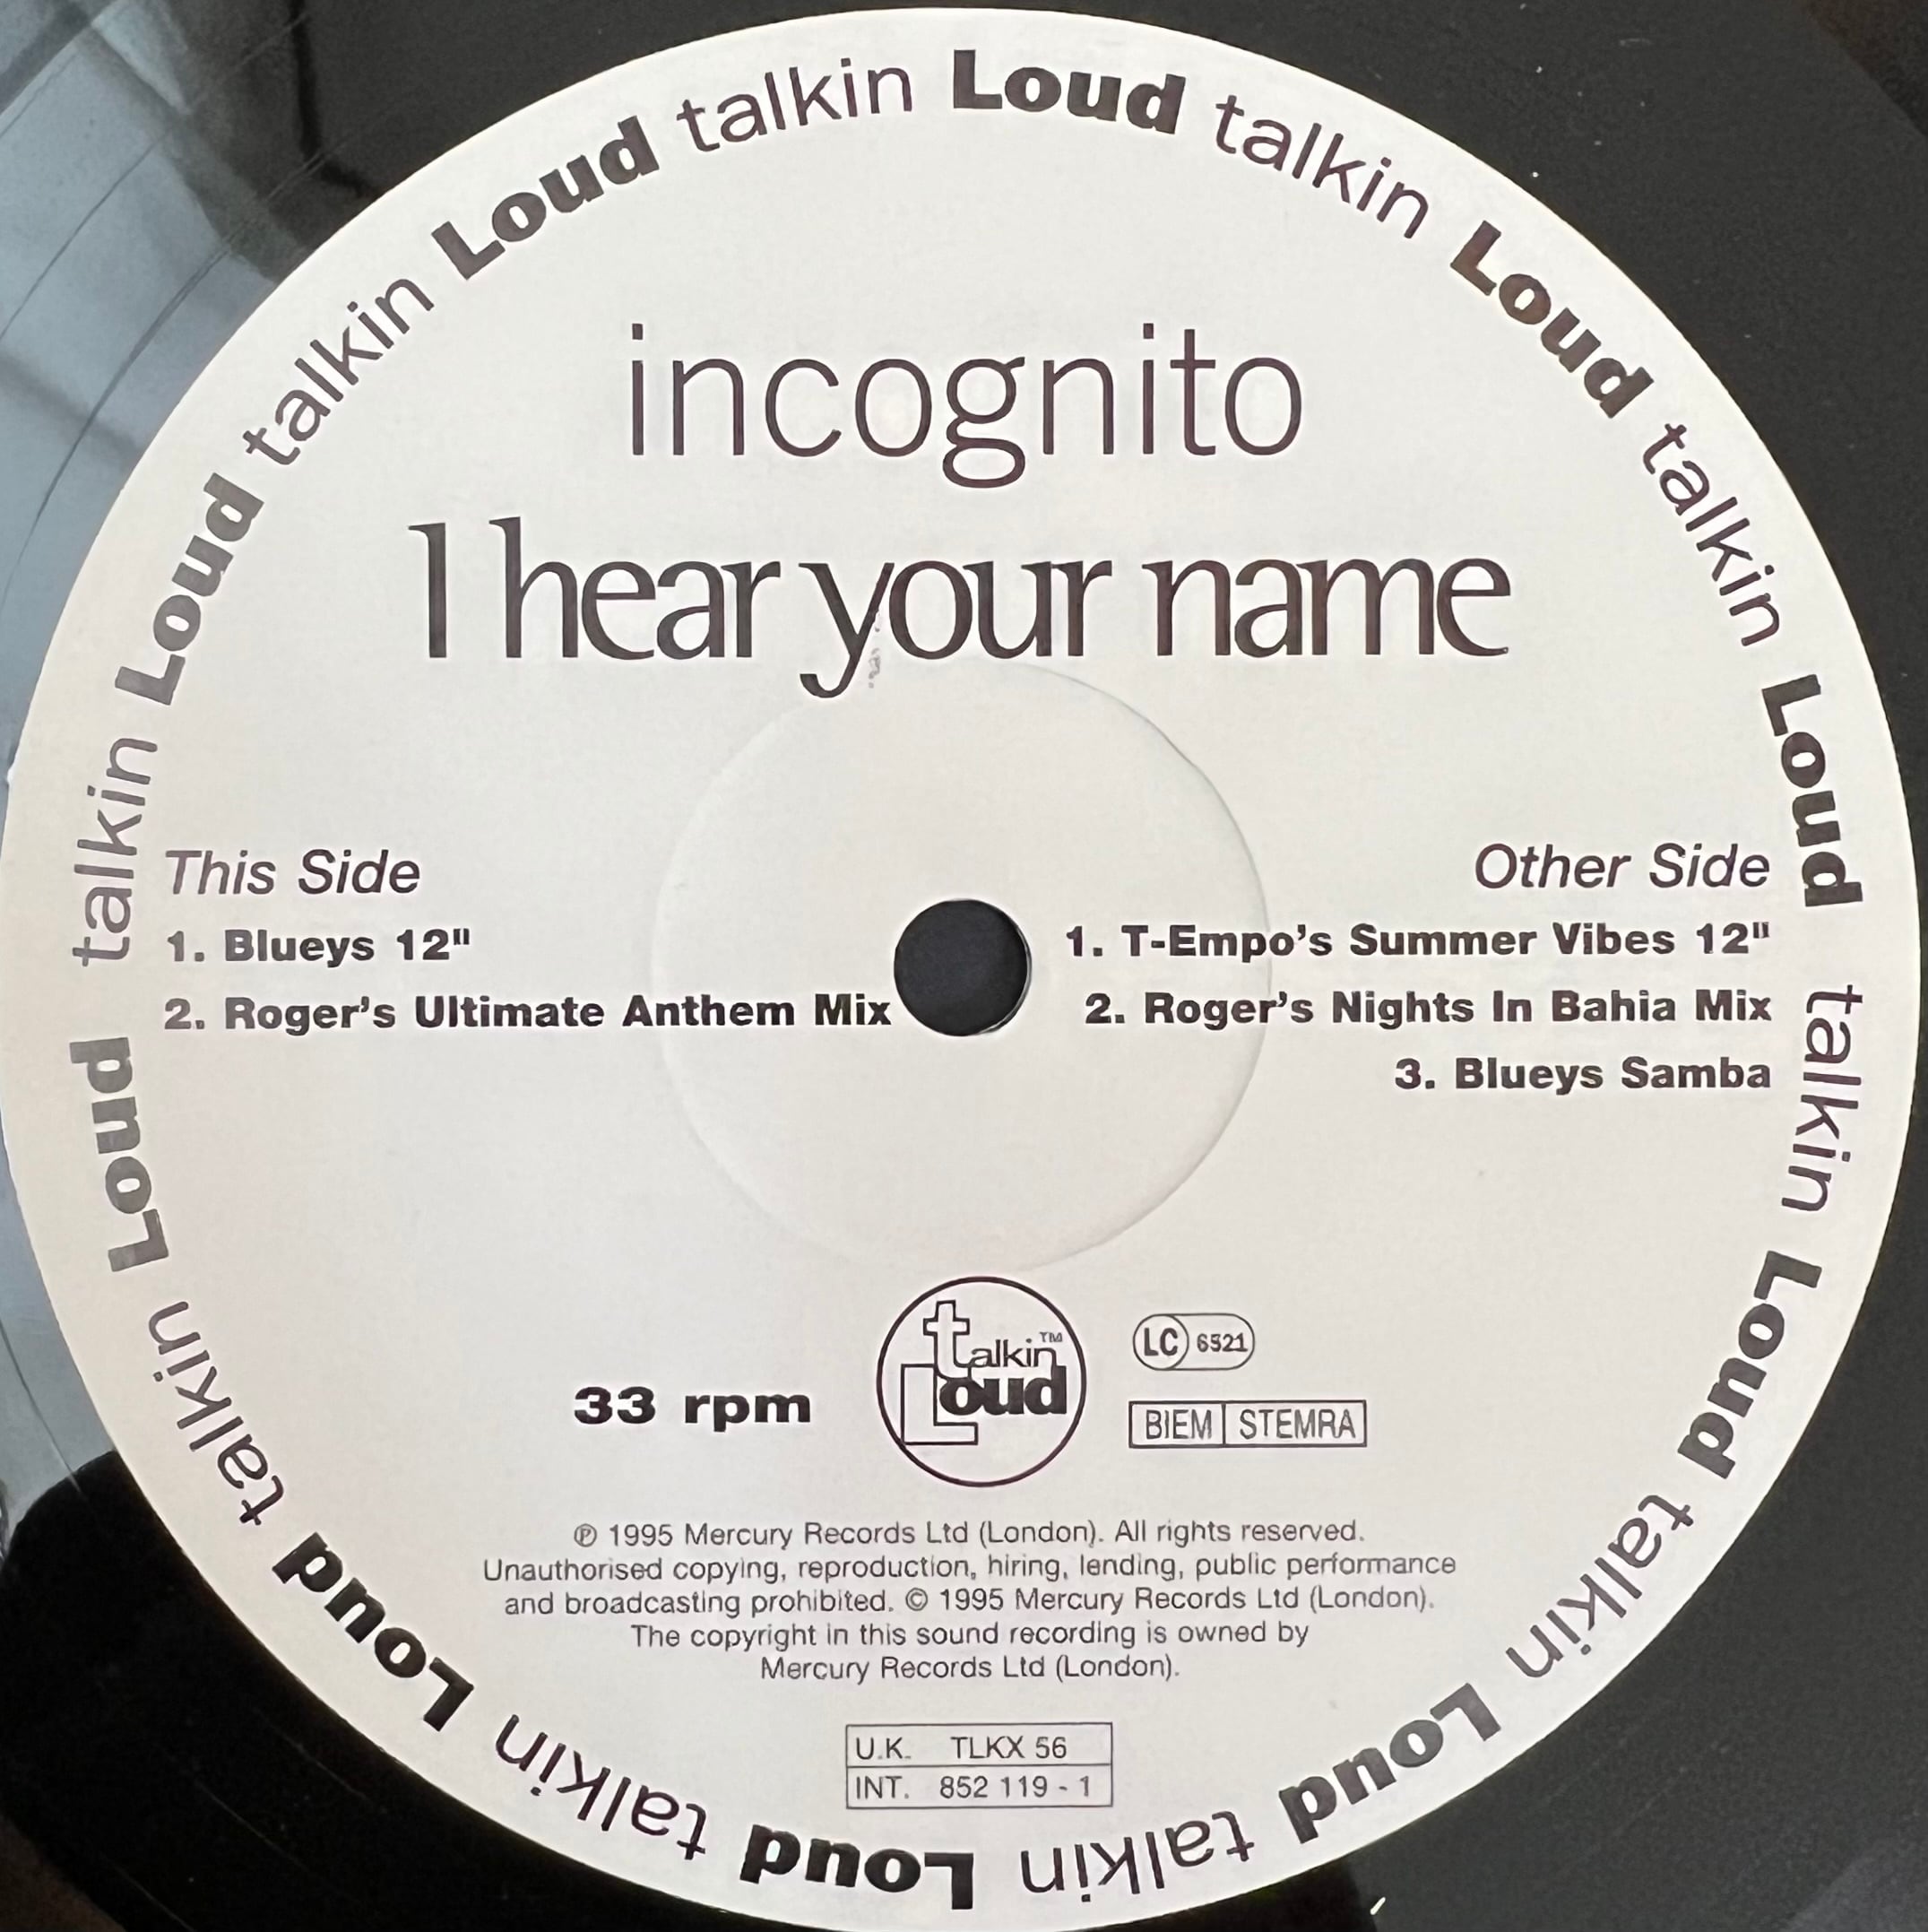 talkin Loud talkin Loud talkin Loud talkin Loud talkin Loud talkin Loud talkin Loud talkin Loud talkin Loud talkin Loud
incognito
I hear your name
This Side
1. Blueys 12"
2. Roger's Ultimate Anthem Mix
Other Side
1. T-Empo's Summer Vibes 12"
2. Roger's Nights In Bahia Mix
3. Blueys Samba
33 rpm
talkin™
Loud
LC 6521
BIEM STEMRA
℗ 1995 Mercury Records Ltd (London). All rights reserved.
Unauthorised copying, reproduction, hiring, lending, public performance
and broadcasting prohibited. © 1995 Mercury Records Ltd (London).
The copyright in this sound recording is owned by
Mercury Records Ltd (London).
U.K. TLKX 56
INT. 852 119 - 1